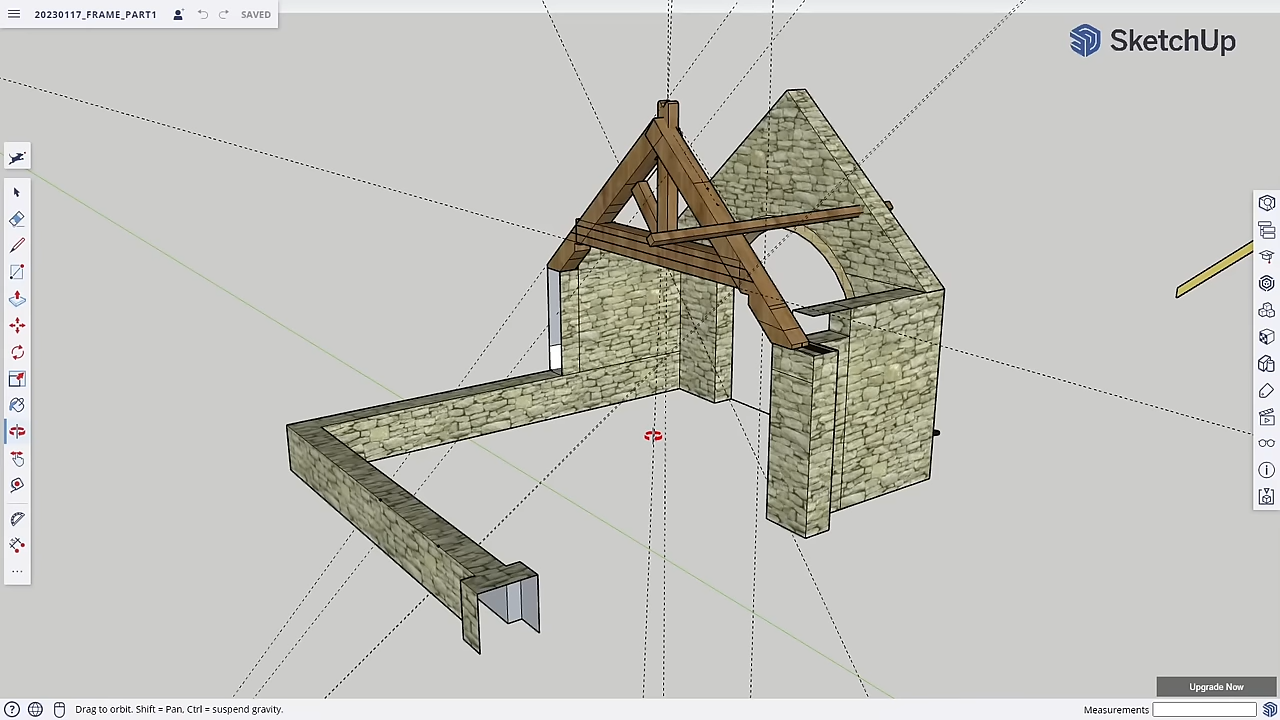 20230117_FRAME_PART1
SAVED
SketchUp
Upgrade Now
Drag to orbit. Shift = Pan, Ctrl = suspend gravity.
Measurements